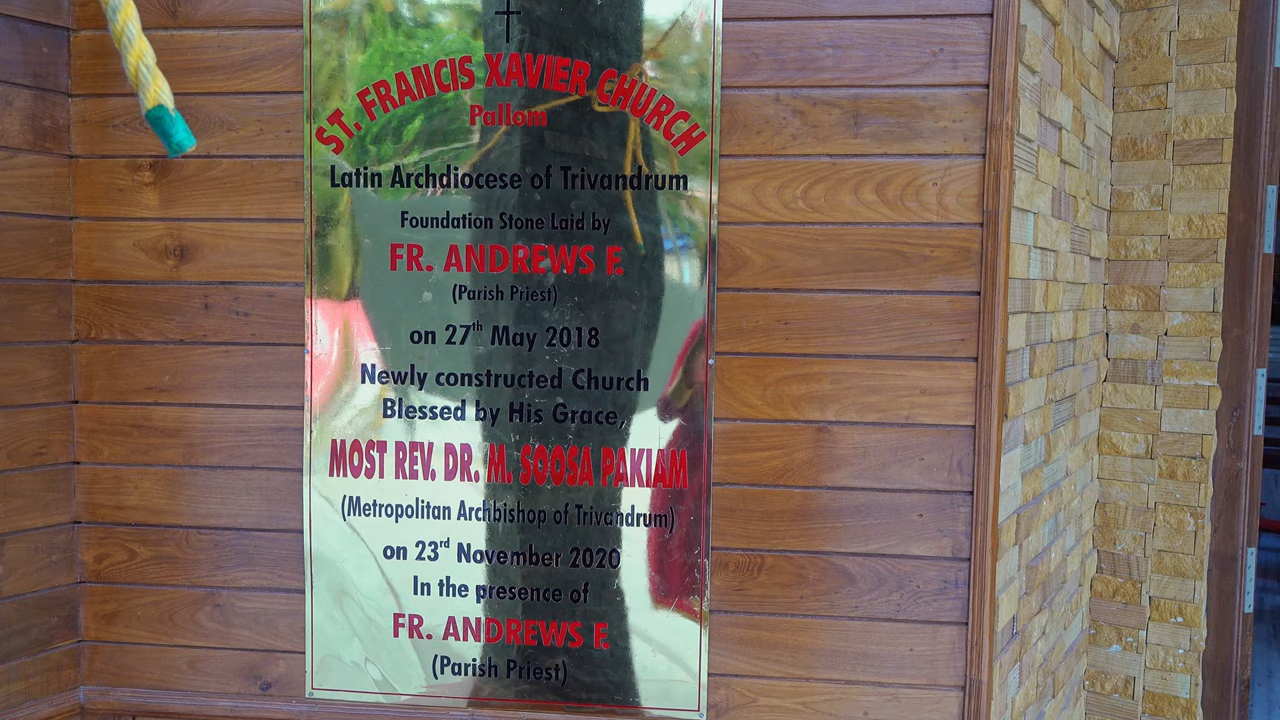 ST. FRANCIS XAVIER CHURCH
Pallom
Latin Archdiocese of Trivandrum
Foundation Stone Laid by
FR. ANDREWS F.
(Parish Priest)
on 27th May 2018
Newly constructed Church
Blessed by His Grace,
MOST REV. DR. M. SOOSA PAKIAM
(Metropolitan Archbishop of Trivandrum)
on 23rd November 2020
In the presence of
FR. ANDREWS F.
(Parish Priest)